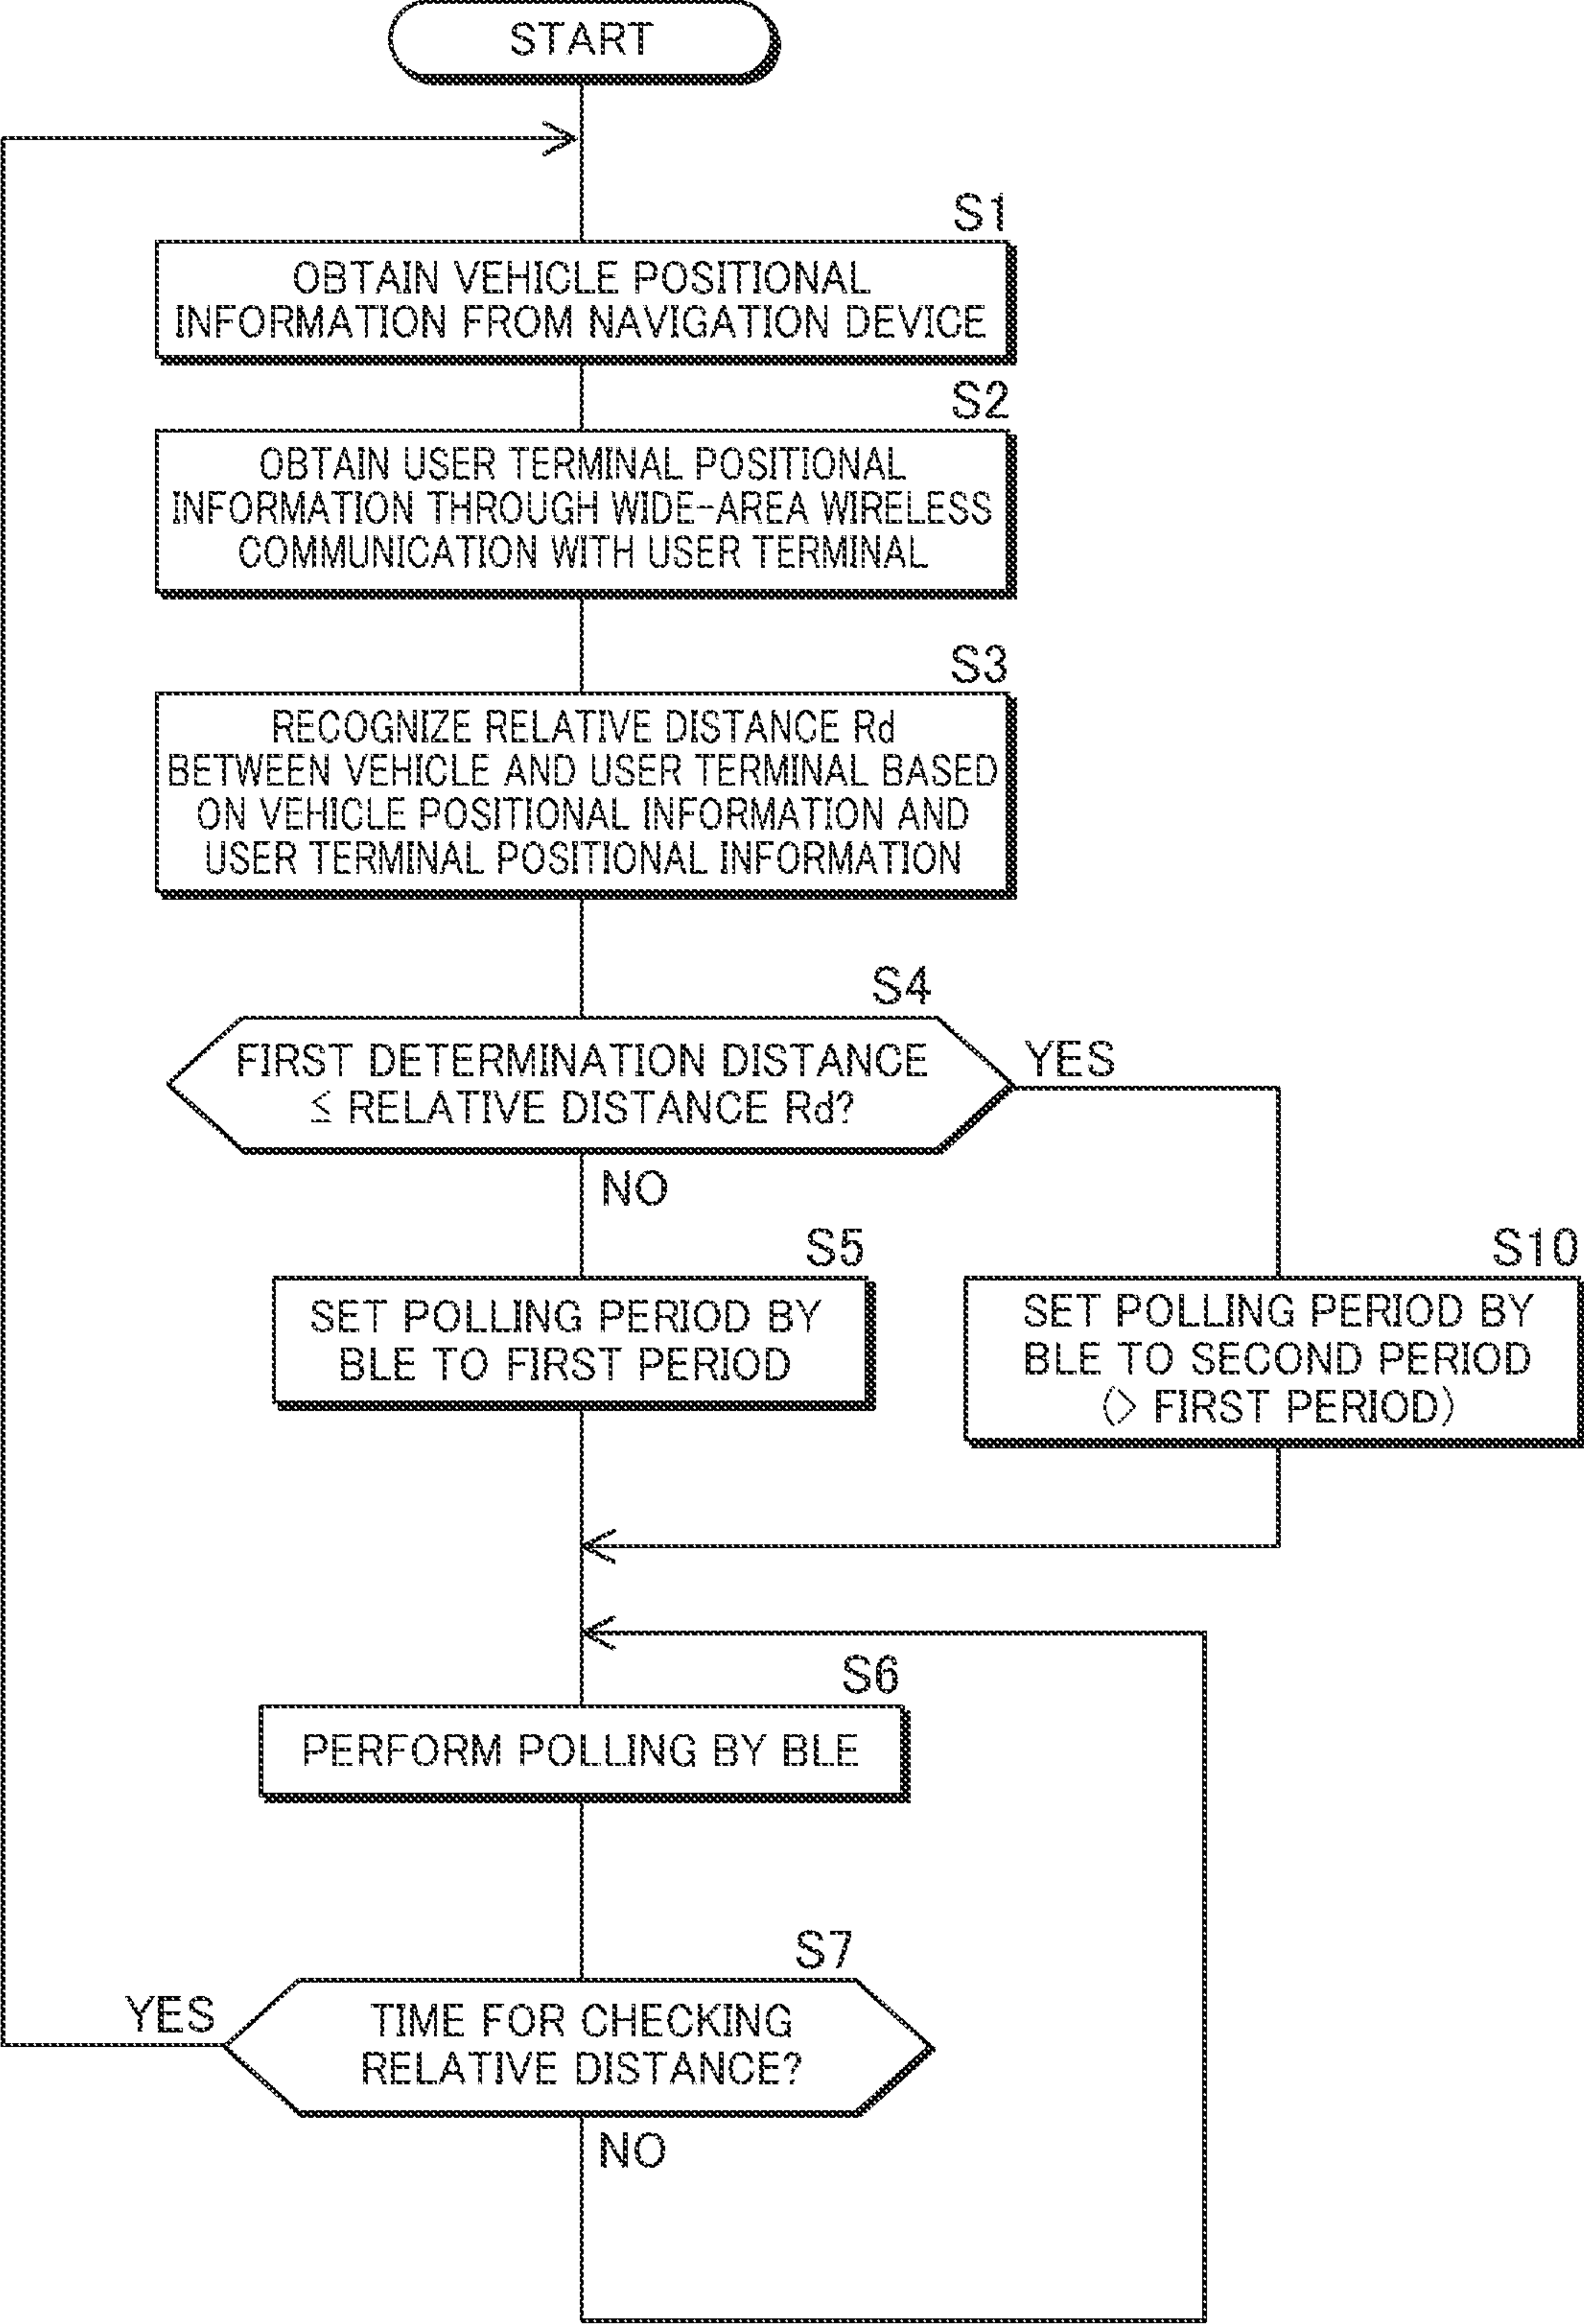 START
S1
OBTAIN VEHICLE POSITIONAL
INFORMATION FROM NAVIGATION DEVICE
S2
OBTAIN USER TERMINAL POSITIONAL
INFORMATION THROUGH WIDE-AREA WIRELESS
COMMUNICATION WITH USER TERMINAL
S3
RECOGNIZE RELATIVE DISTANCE Rd
BETWEEN VEHICLE AND USER TERMINAL BASED
ON VEHICLE POSITIONAL INFORMATION AND
USER TERMINAL POSITIONAL INFORMATION
S4
FIRST DETERMINATION DISTANCE
≤ RELATIVE DISTANCE Rd?
YES
NO
S5
SET POLLING PERIOD BY
BLE TO FIRST PERIOD
S10
SET POLLING PERIOD BY
BLE TO SECOND PERIOD
(> FIRST PERIOD)
S6
PERFORM POLLING BY BLE
S7
TIME FOR CHECKING
RELATIVE DISTANCE?
YES
NO